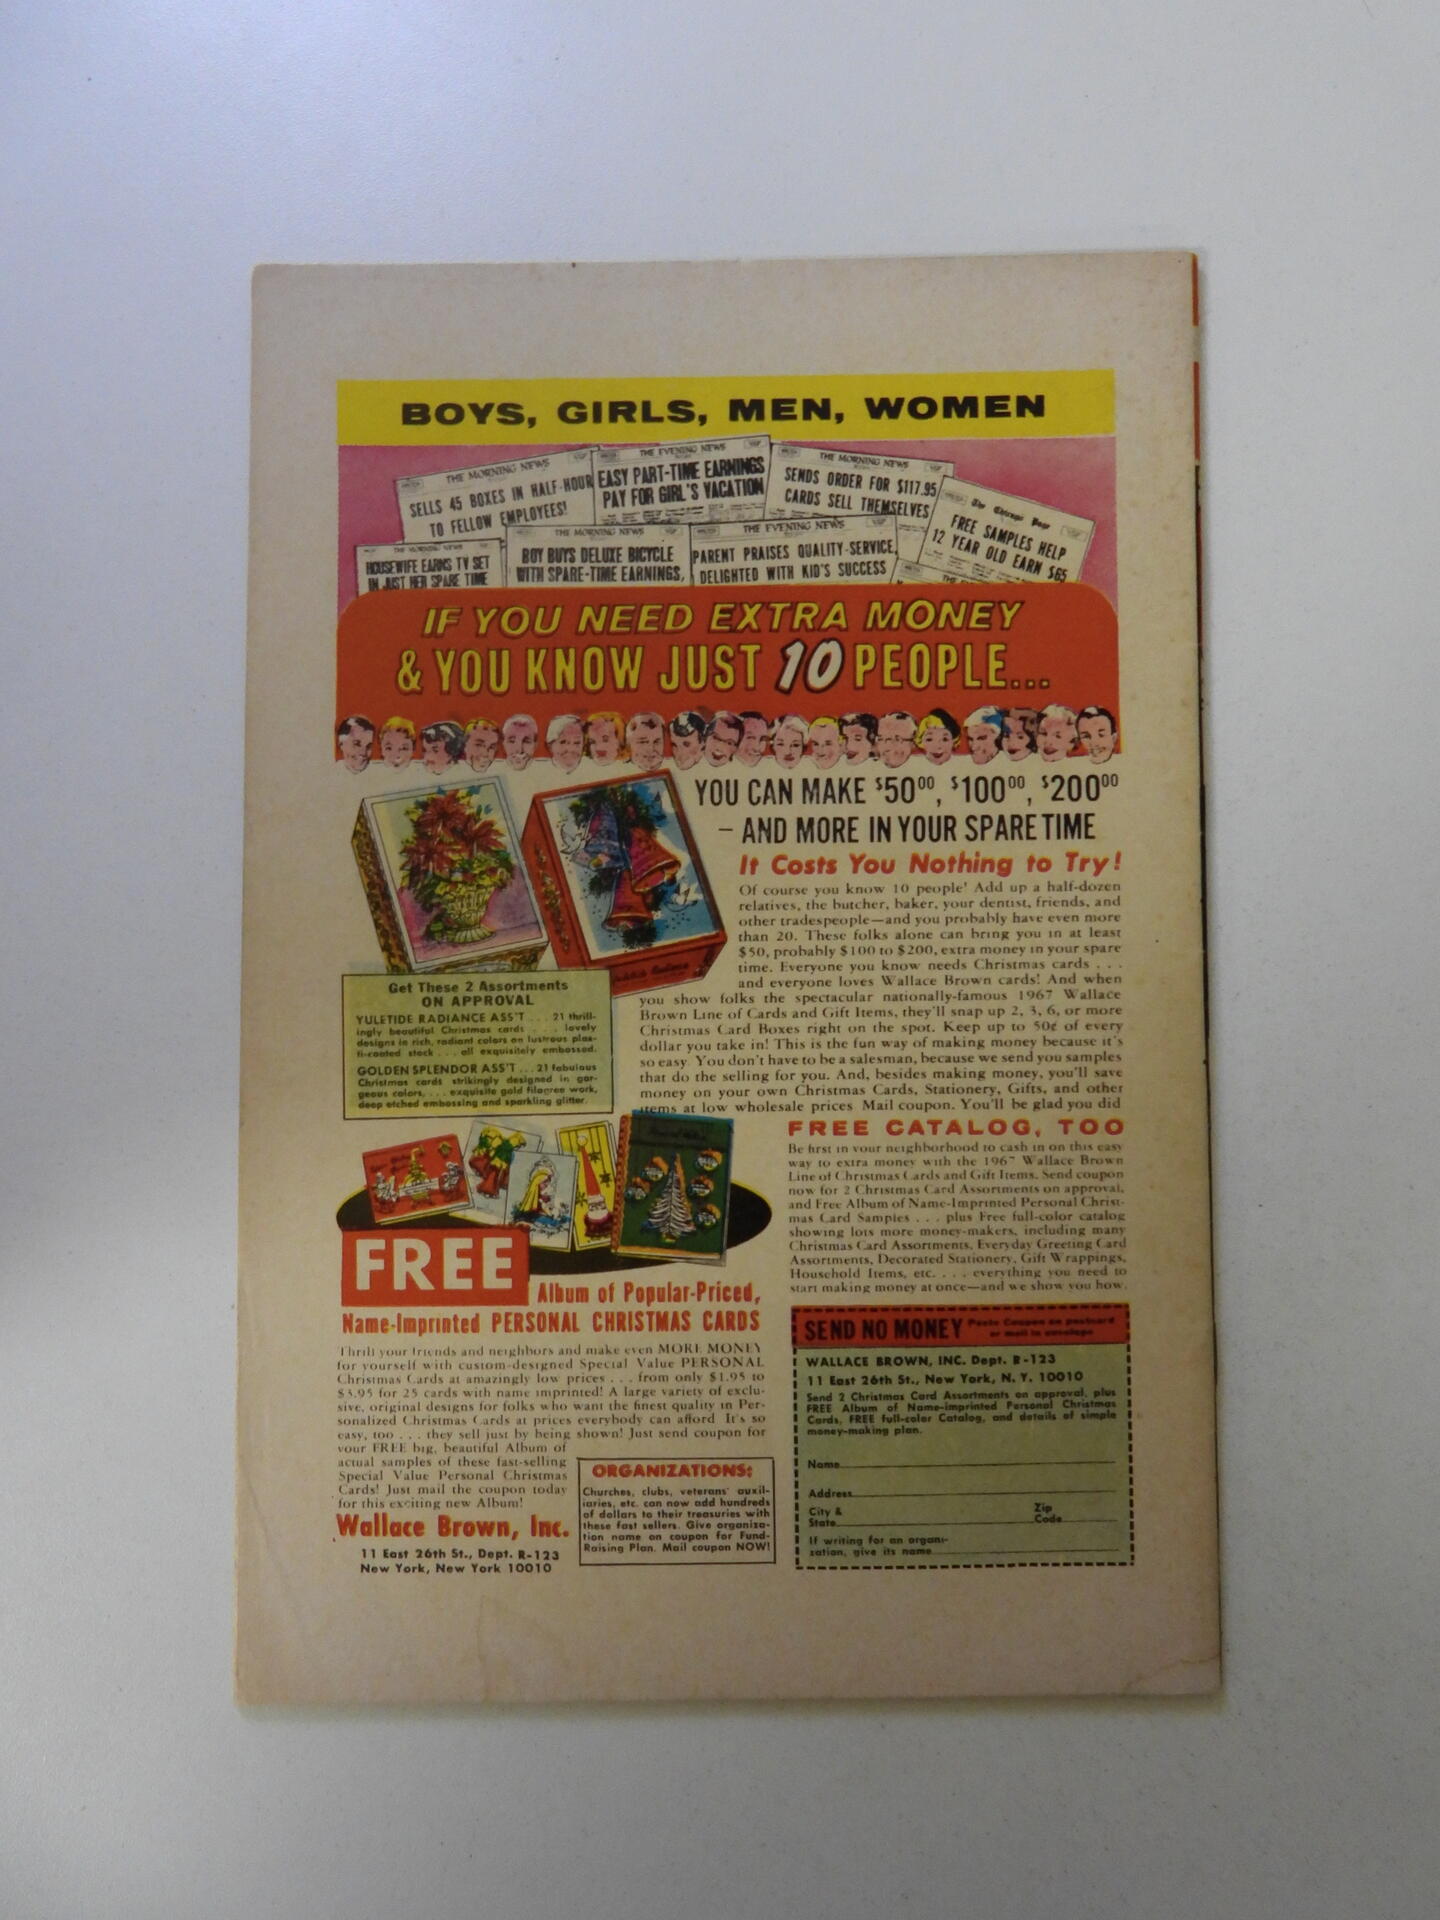 BOYS, GIRLS, MEN, WOMEN
THE MORNING NEWS
SELLS 45 BOXES IN HALF-HOUR
TO FELLOW EMPLOYEES!
THE EVENING NEWS
EASY PART-TIME EARNINGS
PAY FOR GIRL'S VACATION
THE MORNING NEWS
SENDS ORDER FOR $117.95
CARDS SELL THEMSELVES
The Chicago
FREE SAMPLES HELP
12 YEAR OLD EARN $65
THE MORNING NEWS
HOUSEWIFE EARNS TV SET
IN JUST HER SPARE TIME
THE MORNING NEWS
BOY BUYS DELUXE BICYCLE
WITH SPARE-TIME EARNINGS,
THE EVENING NEWS
PARENT PRAISES QUALITY-SERVICE,
DELIGHTED WITH KID'S SUCCESS
IF YOU NEED EXTRA MONEY
& YOU KNOW JUST 10 PEOPLE...
YOU CAN MAKE $50.00, $100.00, $200.00
– AND MORE IN YOUR SPARE TIME
It Costs You Nothing to Try!
Of course you know 10 people! Add up a half-dozen
relatives, the butcher, baker, your dentist, friends, and
other tradespeople—and you probably have even more
than 20. These folks alone can bring you in at least
$50, probably $100 to $200, extra money in your spare
time. Everyone you know needs Christmas cards . . .
and everyone loves Wallace Brown cards! And when
you show folks the spectacular nationally-famous 1967 Wallace
Brown Line of Cards and Gift Items, they'll snap up 2, 3, 6, or more
Christmas Card Boxes right on the spot. Keep up to 50¢ of every
dollar you take in! This is the fun way of making money because it's
so easy. You don't have to be a salesman, because we send you samples
that do the selling for you. And, besides making money, you'll save
money on your own Christmas Cards, Stationery, Gifts, and other
items at low wholesale prices Mail coupon. You'll be glad you did
Get These 2 Assortments
ON APPROVAL
YULETIDE RADIANCE ASS'T . . . 21 thrill-
ingly beautiful Christmas cards . . . lovely
designs in rich, radiant colors on lustrous plas-
ti-coated stock . . . all exquisitely embossed.
GOLDEN SPLENDOR ASS'T . . . 21 fabulous
Christmas cards strikingly designed in gor-
geous colors, . . . exquisite gold filagree work,
deep etched embossing and sparkling glitter.
FREE CATALOG, TOO
Be first in your neighborhood to cash in on this easy
way to extra money with the 1967 Wallace Brown
Line of Christmas Cards and Gift Items. Send coupon
now for 2 Christmas Card Assortments on approval,
and Free Album of Name-Imprinted Personal Christ-
mas Card Samples . . . plus Free full-color catalog
showing lots more money-makers, including many
Christmas Card Assortments, Everyday Greeting Card
Assortments, Decorated Stationery, Gift Wrappings,
Household Items, etc. . . . everything you need to
start making money at once—and we show you how.
FREE
Album of Popular-Priced,
Name-Imprinted PERSONAL CHRISTMAS CARDS
Thrill your friends and neighbors and make even MORE MONEY
for yourself with custom-designed Special Value PERSONAL
Christmas Cards at amazingly low prices . . . from only $1.95 to
$3.95 for 25 cards with name imprinted! A large variety of exclu-
sive, original designs for folks who want the finest quality in Per-
sonalized Christmas Cards at prices everybody can afford It's so
easy, too . . . they sell just by being shown! Just send coupon for
your FREE big, beautiful Album of
actual samples of these fast-selling
Special Value Personal Christmas
Cards! Just mail the coupon today
for this exciting new Album!
Wallace Brown, Inc.
11 East 26th St., Dept. R-123
New York, New York 10010
ORGANIZATIONS:
Churches, clubs, veterans' auxil-
iaries, etc. can now add hundreds
of dollars to their treasuries with
these fast sellers. Give organiza-
tion name on coupon for Fund-
Raising Plan. Mail coupon NOW!
SEND NO MONEY Paste Coupon on postcard
or mail in envelope
WALLACE BROWN, INC. Dept. R-123
11 East 26th St., New York, N. Y. 10010
Send 2 Christmas Card Assortments on approval, plus
FREE Album of Name-imprinted Personal Christmas
Cards, FREE full-color Catalog, and details of simple
money-making plan.
Name
Address
City &
State
Zip
Code
If writing for an organi-
zation, give its name